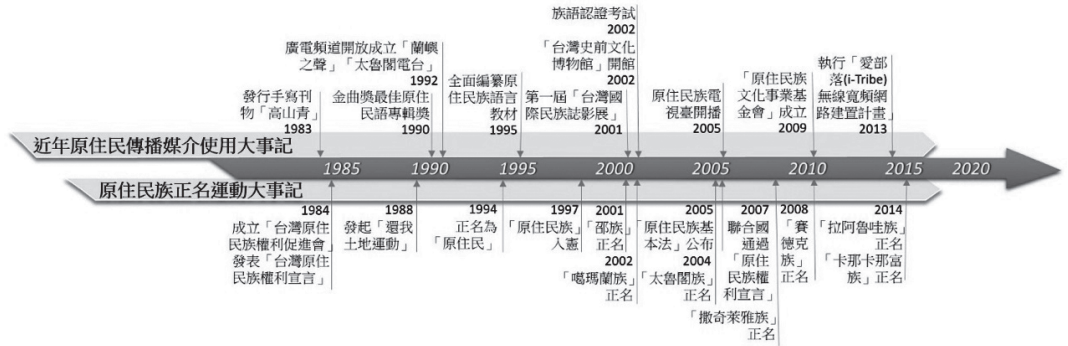 族語認證考試
2002
廣電頻道開放成立「蘭嶼
之聲」「太魯閣電台」
1992
「台灣史前文化
博物館」開館
2002
發行手寫刊
物「高山青」
1983
金曲獎最佳原住
民語專輯獎
1990
全面編纂原
住民族語言
教材
1995
第一屆「台灣國
際民族誌影展」
2001
原住民族電
視臺開播
2005
「原住民族
文化事業基
金會」成立
2009
執行「愛部
落(i-Tribe)
無線寬頻網
路建置計畫」
2013
近年原住民傳播媒介使用大事記
1985 1990 1995 2000 2005 2010 2015 2020
原住民族正名運動大事記
1984
成立「台灣原住
民族權利促進會」
發表「台灣原住
民族權利宣言」
1988
發起「還我
土地運動」
1994
正名為
「原住民」
1997
「原住民族」
入憲
2001
「邵族」
正名
2002
「噶瑪蘭族」
正名
2005
「原住民族基
本法」公布
2004
「太魯閣族」
正名
2007
聯合國
通過
「原住
民族權
利宣言」
「撒奇萊雅族」
正名
2008
「賽
德克
族」
正名
2014
「拉阿魯哇族」
正名
「卡那卡那富
族」正名